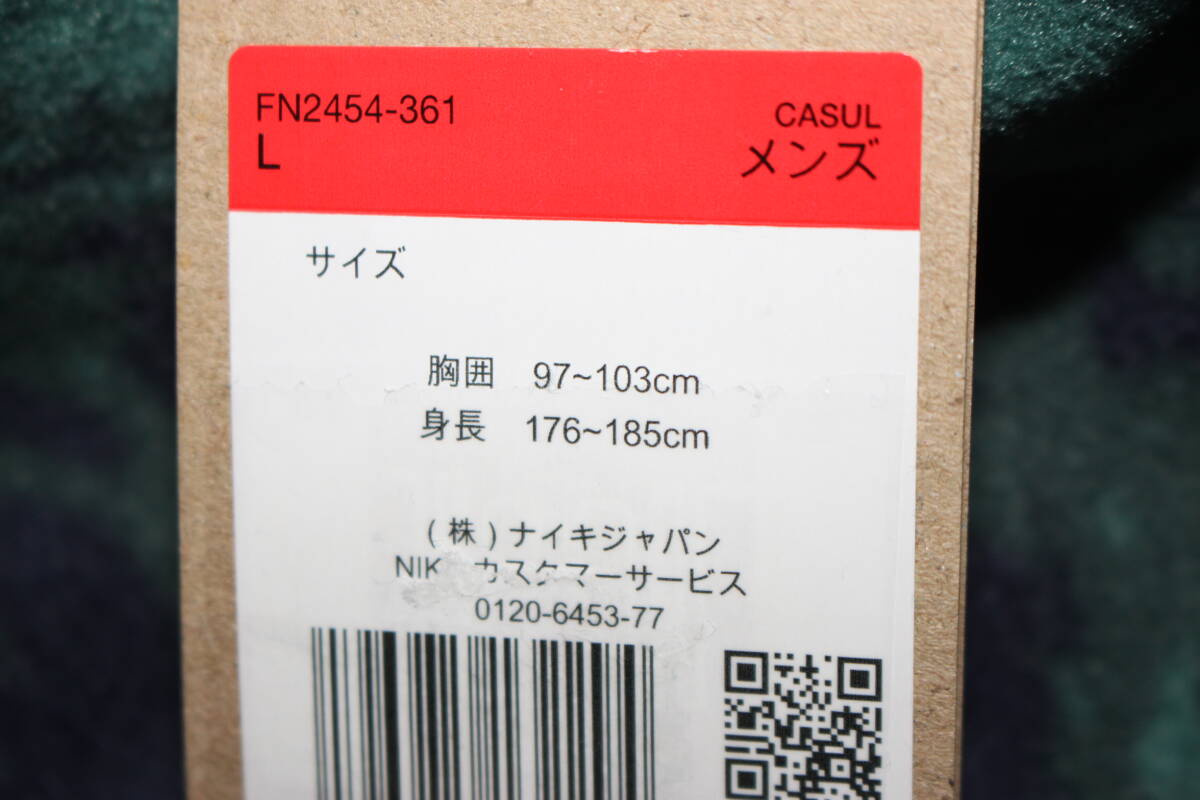 FN2454-361
CASUL
L
メンズ
サイズ
胸囲 97~103cm
身長 176~185cm
(株)ナイキジャパン
カスタマーサービス
0120-6453-77